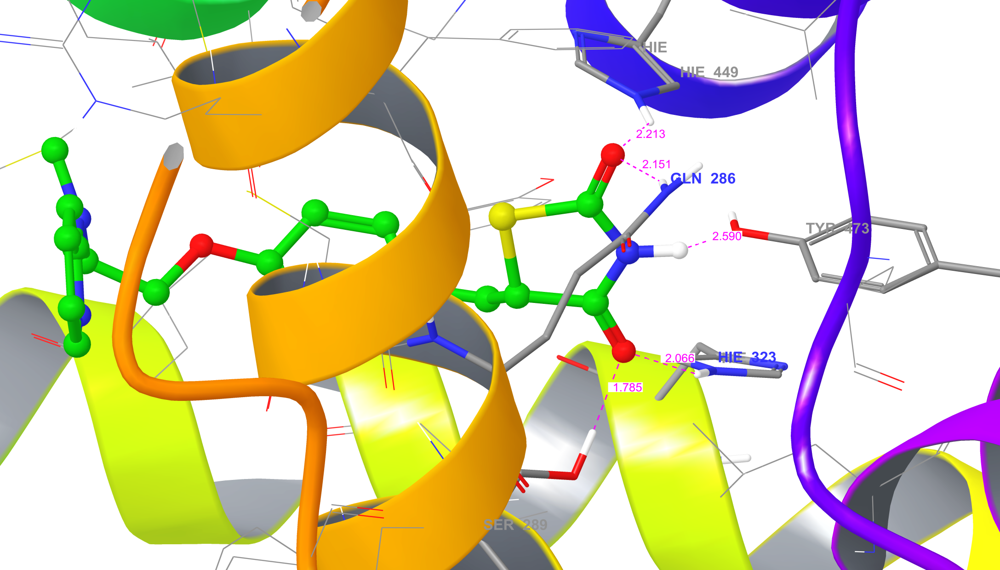 HIE
HIE 449
2.213
2.151
GLN 286
TYR 473
2.590
2.066
HIE 323
1.785
SER 289